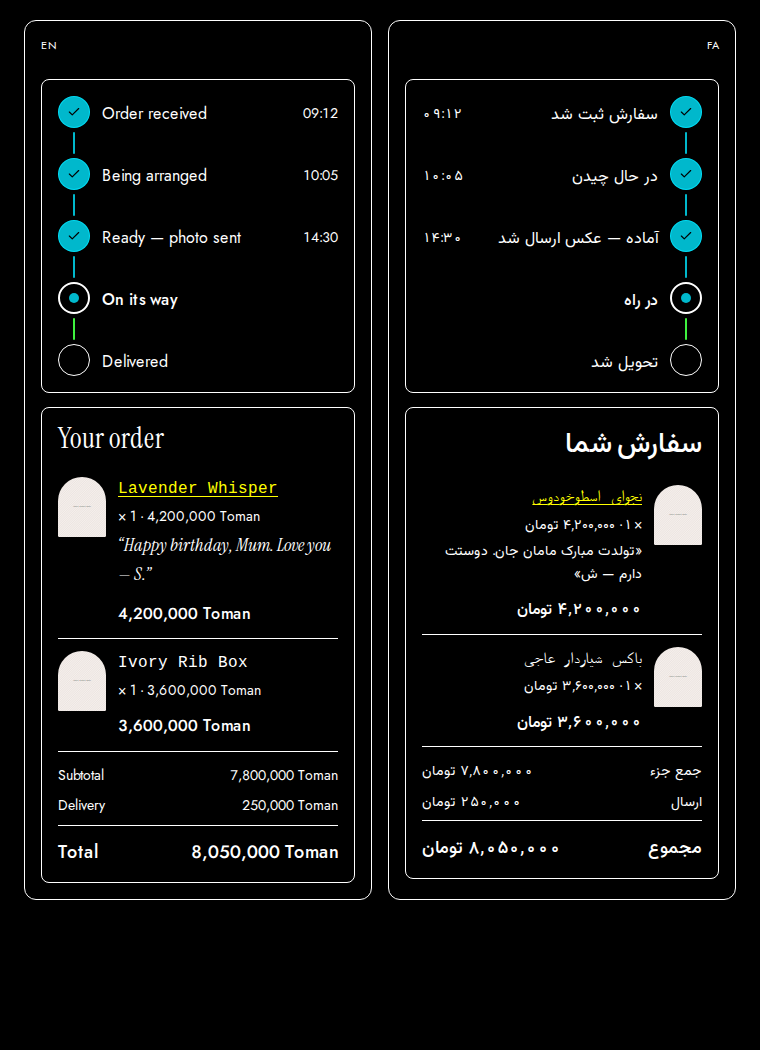 EN
Order received 09:12
Being arranged 10:05
Ready — photo sent 14:30
On its way
Delivered
Your order
Lavender Whisper
× 1 · 4,200,000 Toman
“Happy birthday, Mum. Love you
— S.”
4,200,000 Toman
Ivory Rib Box
× 1 · 3,600,000 Toman
3,600,000 Toman
Subtotal 7,800,000 Toman
Delivery 250,000 Toman
Total 8,050,000 Toman
FA
سفارش ثبت شد ۰۹:۱۲
در حال چیدن ۱۰:۰۵
آماده — عکس ارسال شد ۱۴:۳۰
در راه
تحویل شد
سفارش شما
نجوای اسطوخودوس
× ۱ · ۴,۲۰۰,۰۰۰ تومان
«تولدت مبارک مامان جان. دوستت
دارم — ش»
۴,۲۰۰,۰۰۰ تومان
باکس شیاردار عاجی
× ۱ · ۳,۶۰۰,۰۰۰ تومان
۳,۶۰۰,۰۰۰ تومان
جمع جزء ۷,۸۰۰,۰۰۰ تومان
ارسال ۲۵۰,۰۰۰ تومان
مجموع ۸,۰۵۰,۰۰۰ تومان